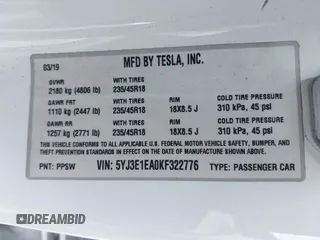 03/19 MFD BY TESLA, INC.
GVWR WITH TIRES
2180 kg (4806 lb) 235/45R18
GAWR FRT WITH TIRES RIM COLD TIRE PRESSURE
1110 kg (2447 lb) 235/45R18 18X8.5 J 310 kPa, 45 psi
GAWR RR WITH TIRES RIM COLD TIRE PRESSURE
1257 kg (2771 lb) 235/45R18 18X8.5 J 310 kPa, 45 psi
THIS VEHICLE CONFORMS TO ALL APPLICABLE U.S. FEDERAL MOTOR VEHICLE SAFETY, BUMPER, AND
THEFT PREVENTION STANDARDS IN EFFECT ON THE DATE OF MANUFACTURE SHOWN ABOVE.
PNT: PPSW VIN: 5YJ3E1EA0KF322776 TYPE: PASSENGER CAR
DREAMBID